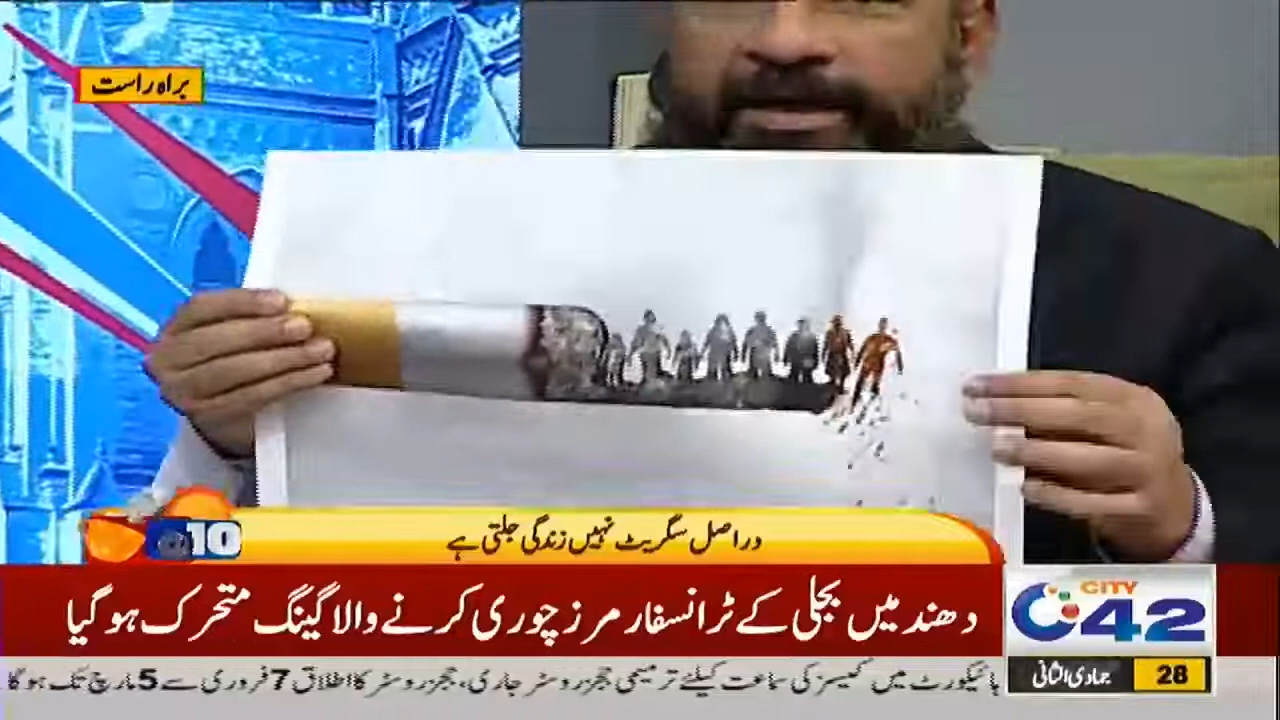 براہ راست
10
دراصل سگریٹ نہیں زندگی جلتی ہے
دھند میں بجلی کے ٹرانسفارمرز چوری کرنے والا گینگ متحرک ہوگیا
CITY
42
ہائیکورٹ میں کیسز کی سماعت کیلئے ترمیمی ججز روسٹر جاری، ججز روسٹر کا اطلاق 7 فروری سے 5 مارچ تک ہوگا
جمادی الثانی
28